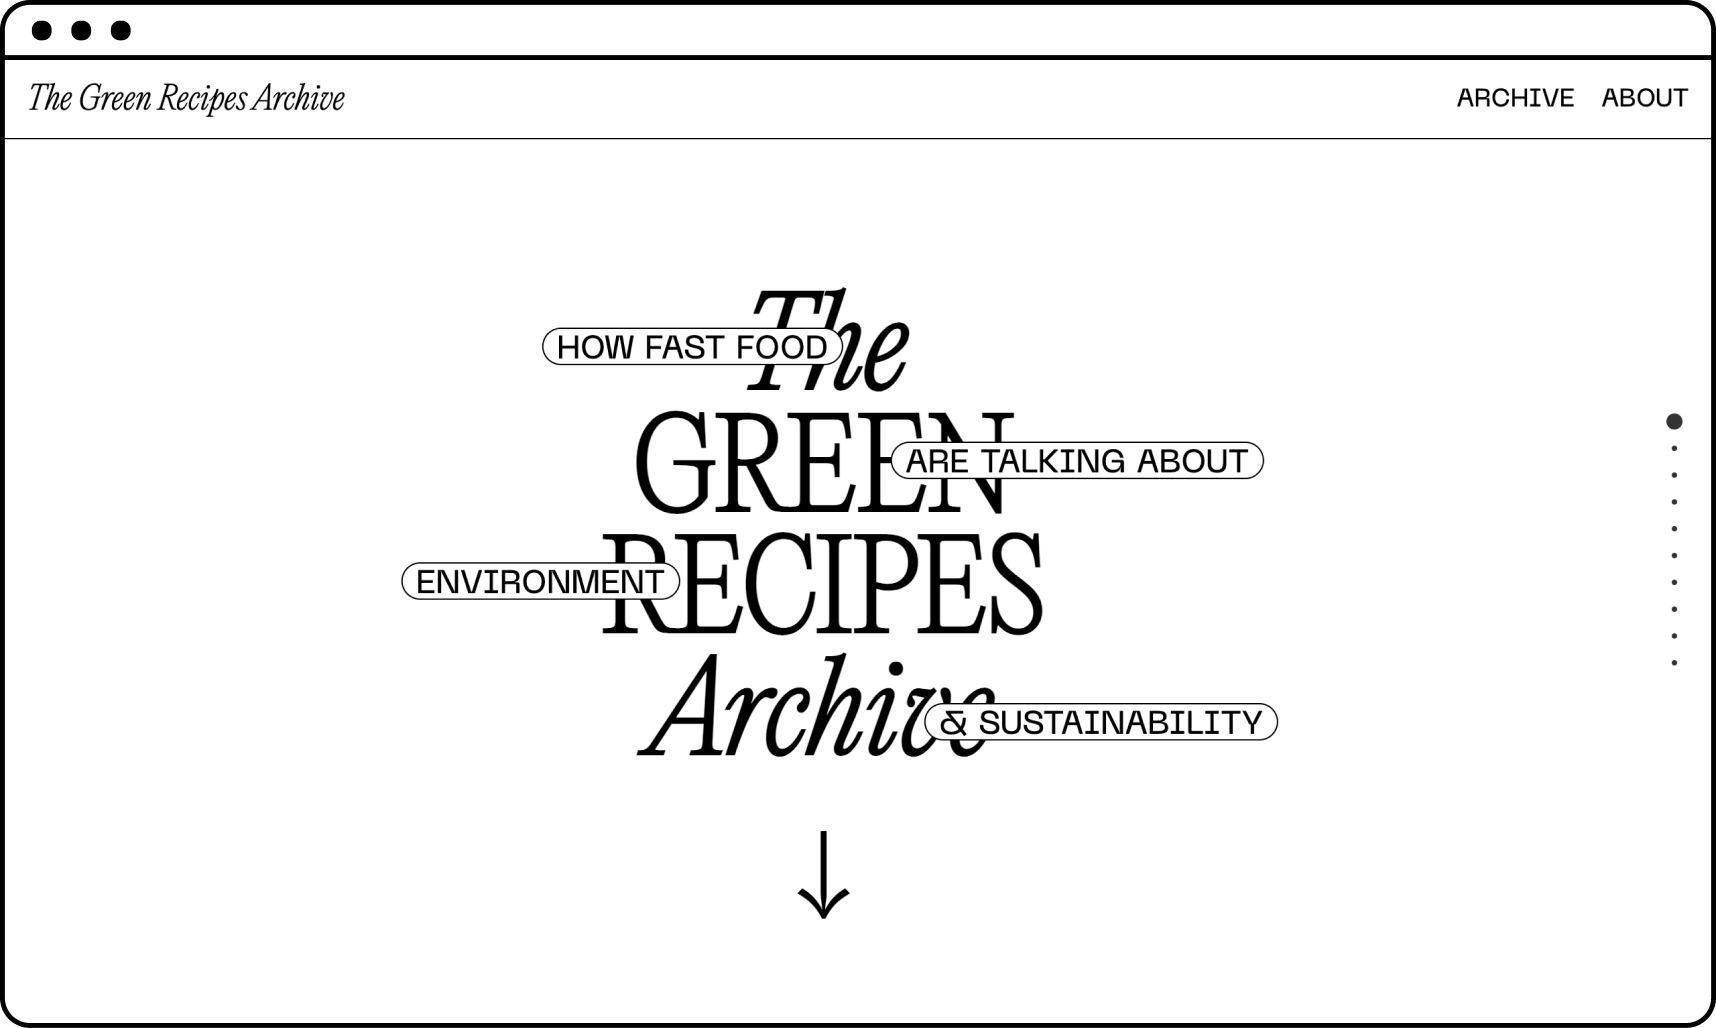 The Green Recipes Archive
ARCHIVE ABOUT
The
HOW FAST FOOD
GREEN
ARE TALKING ABOUT
RECIPES
ENVIRONMENT
Archive
& SUSTAINABILITY